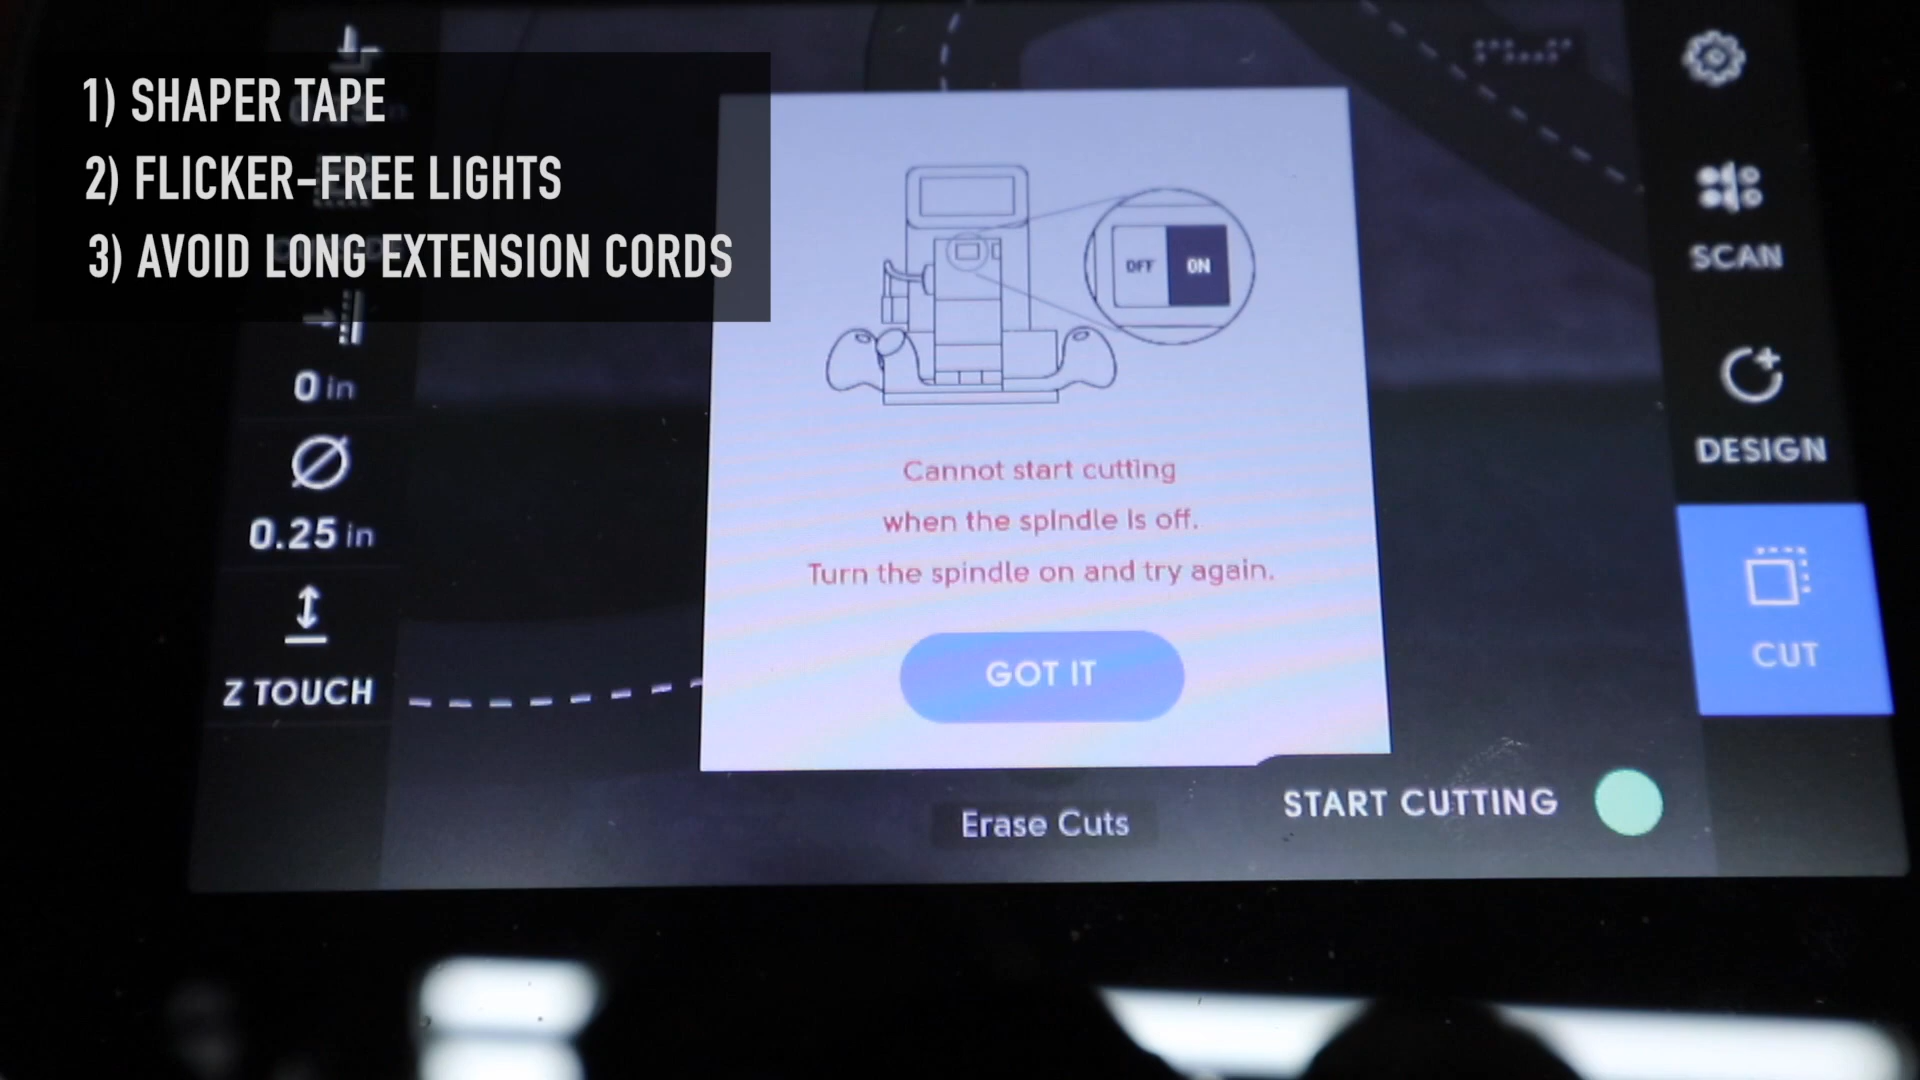 1) SHAPER TAPE
2) FLICKER-FREE LIGHTS
3) AVOID LONG EXTENSION CORDS
0 in
0.25 in
Z TOUCH
OFF ON
Cannot start cutting
when the spindle is off.
Turn the spindle on and try again.
GOT IT
Erase Cuts
START CUTTING
SCAN
DESIGN
CUT